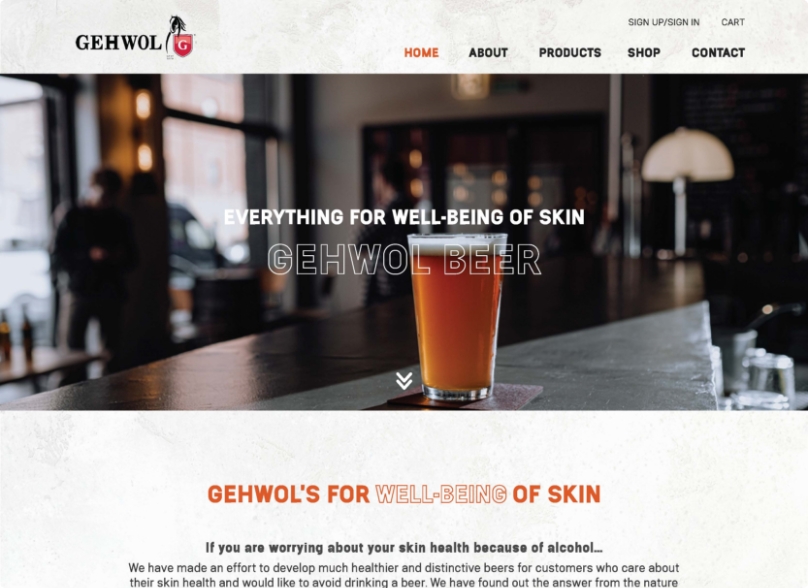 SIGN UP/SIGN IN CART
GEHWOL G
HOME ABOUT PRODUCTS SHOP CONTACT
EVERYTHING FOR WELL-BEING OF SKIN
GEHWOL BEER
GEHWOL'S FOR WELL-BEING OF SKIN
If you are worrying about your skin health because of alcohol...
We have made an effort to develop much healthier and distinctive beers for customers who care about
their skin health and would like to avoid drinking a beer. We have found out the answer from the nature